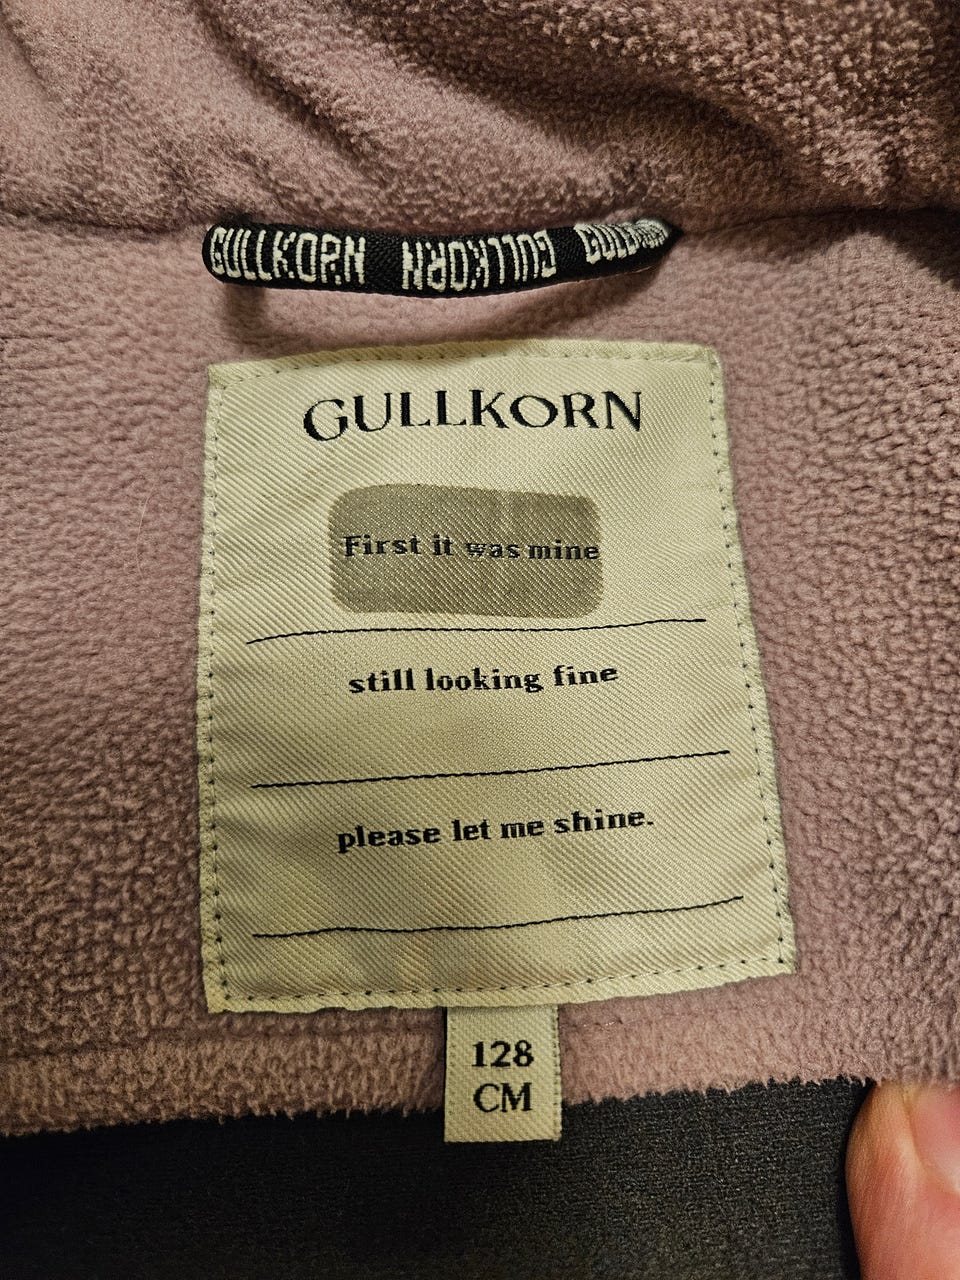 GULLKORN GULLKORN GULLKORN
GULLKORN
First it was mine
still looking fine
please let me shine.
128
CM